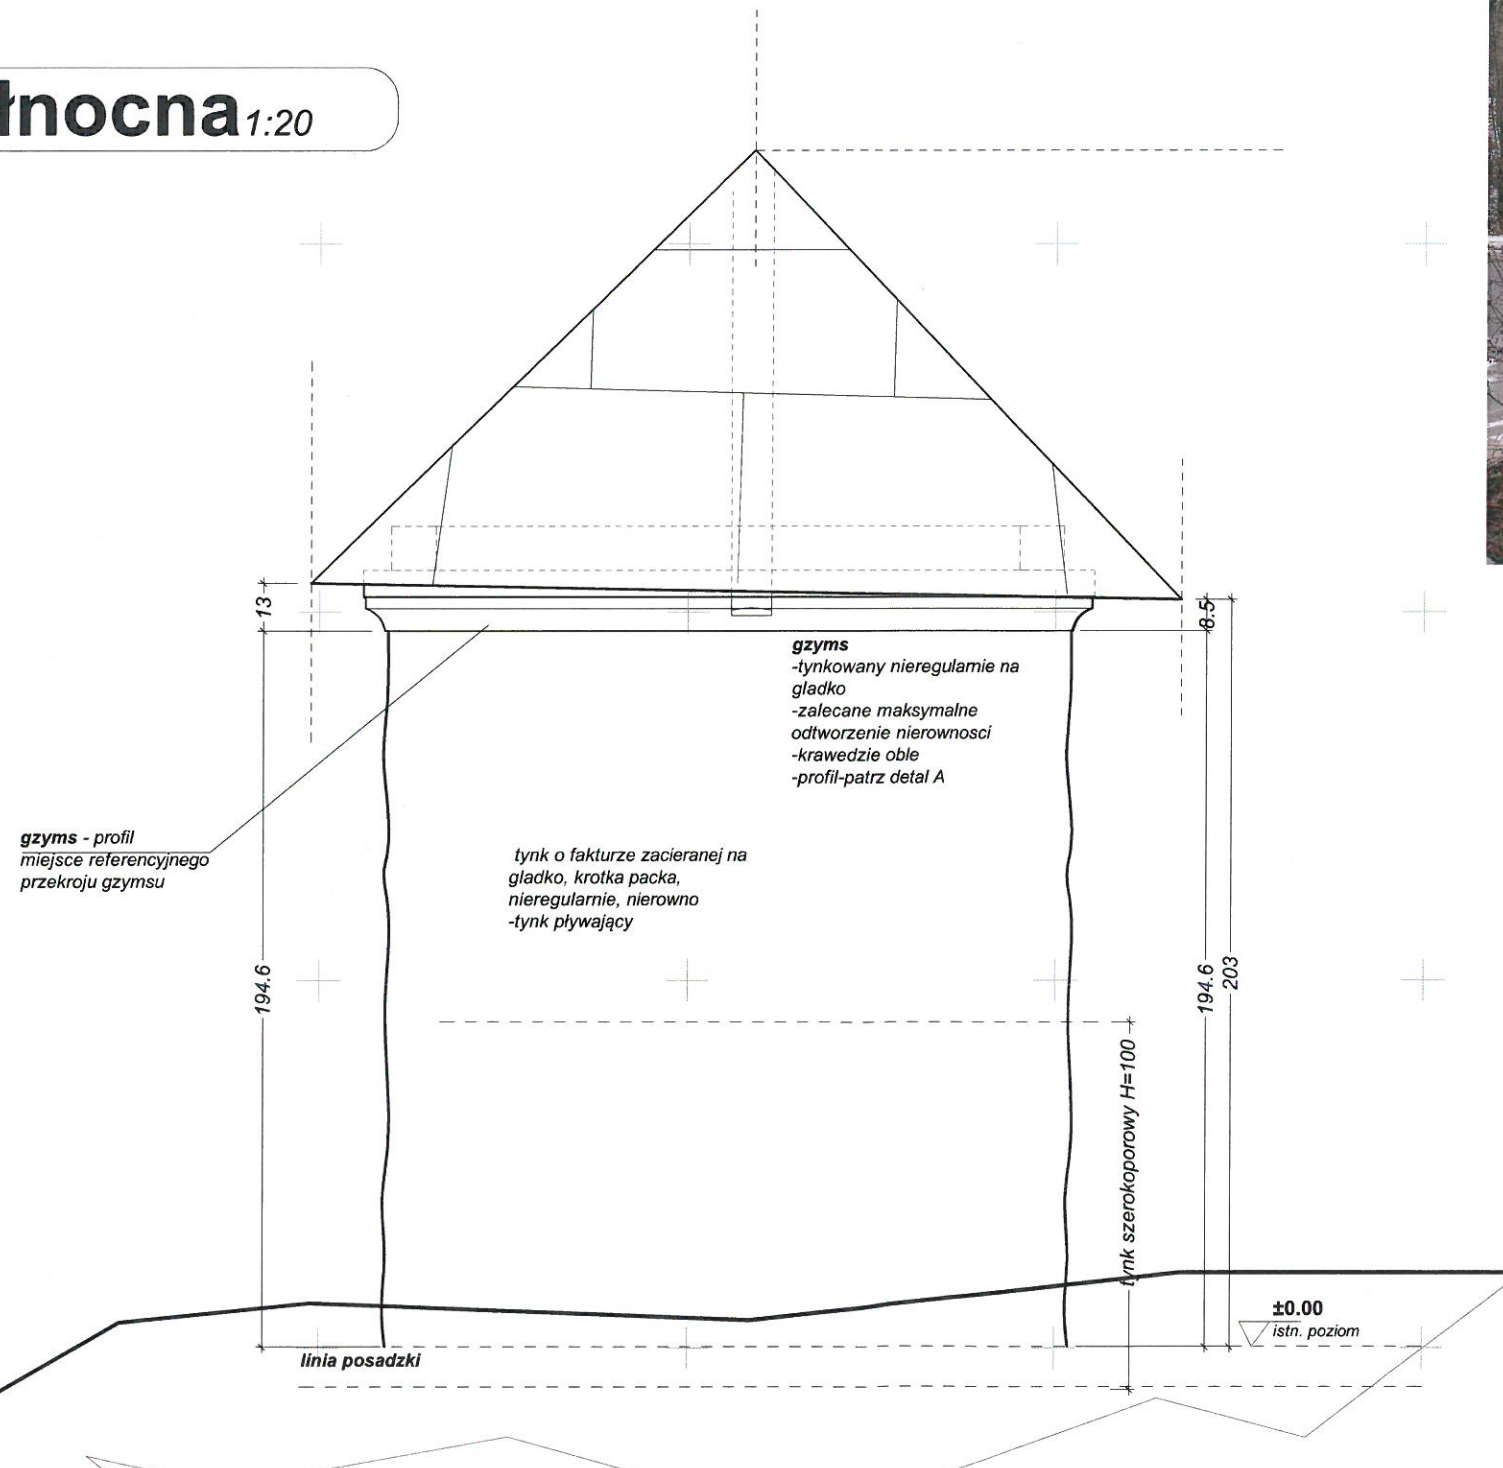 łnocna 1:20
13
8.5
gzyms
-tynkowany nieregularnie na
gladko
-zalecane maksymalne
odtworzenie nierownosci
-krawedzie oble
-profil-patrz detal A
gzyms - profil
miejsce referencyjnego
przekroju gzymsu
tynk o fakturze zacieranej na
gladko, krotka packa,
nieregularnie, nierowno
-tynk pływający
194.6
194.6
203
tynk szerokoporowy H=100
±0.00
istn. poziom
linia posadzki